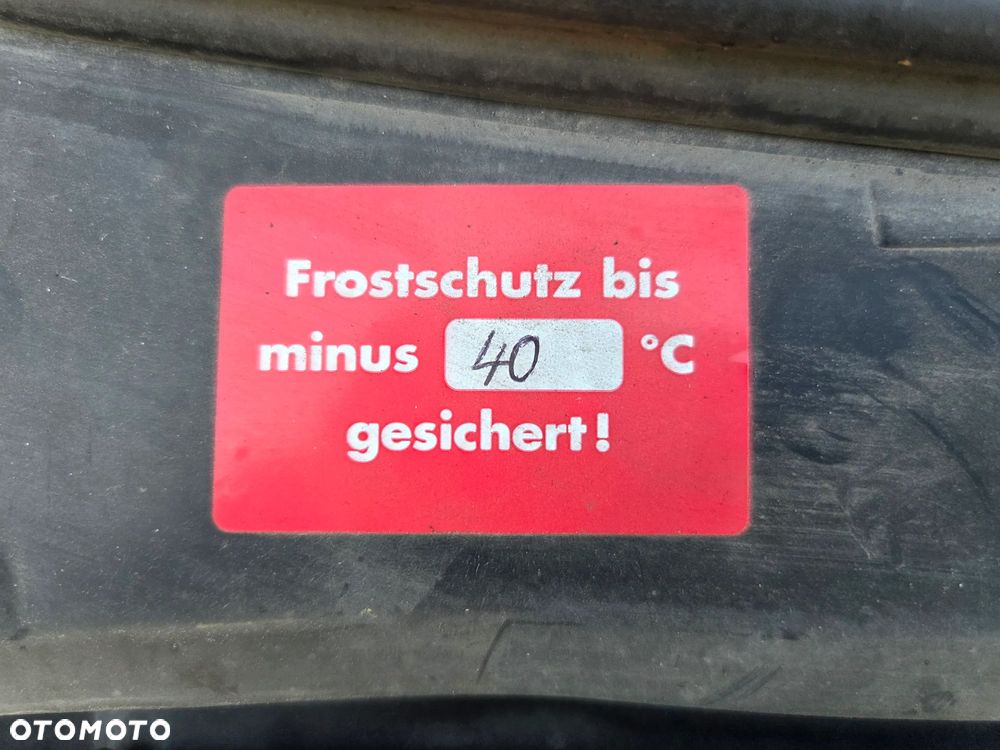 Frostschutz bis
minus 40 °C
gesichert!
OTOMOTO